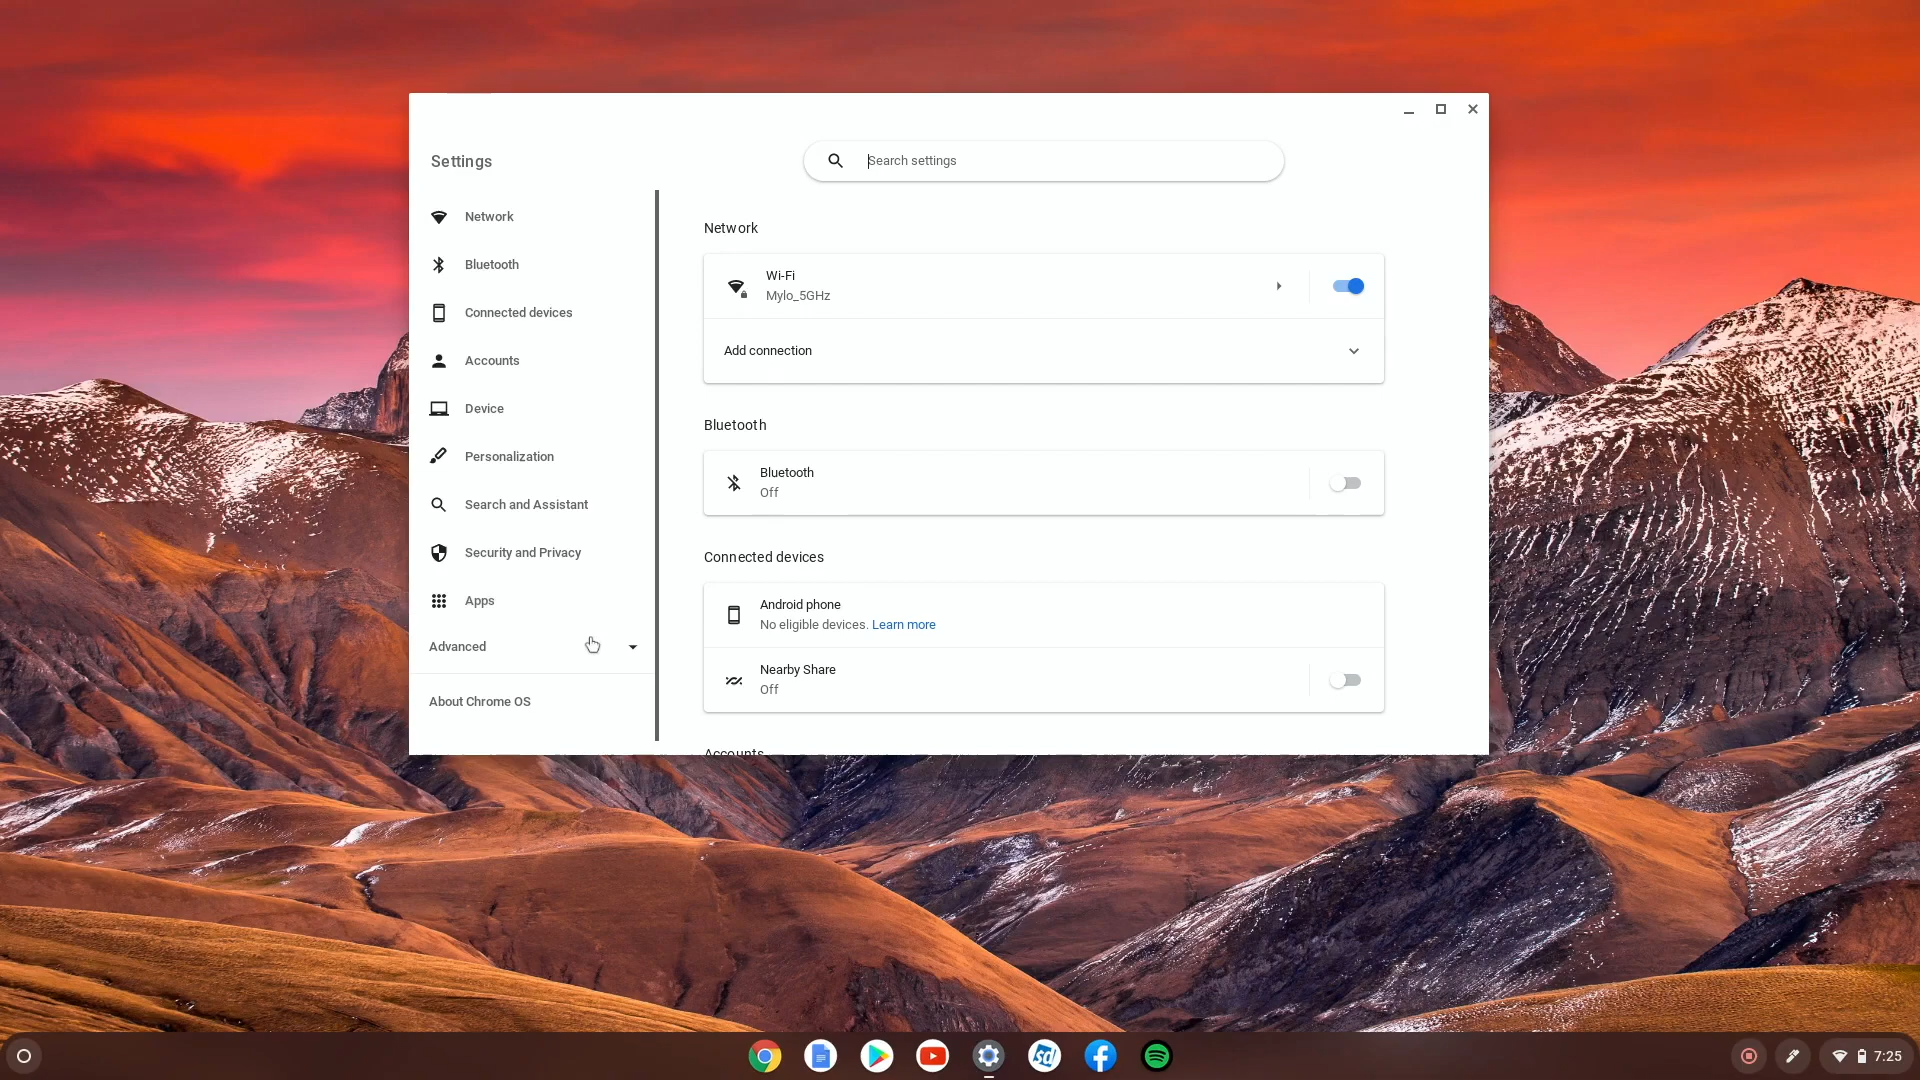 Settings
Search settings
Network
Bluetooth
Connected devices
Accounts
Device
Personalization
Search and Assistant
Security and Privacy
Apps
Advanced
About Chrome OS
Network
Wi-Fi
Mylo_5GHz
Add connection
Bluetooth
Bluetooth
Off
Connected devices
Android phone
No eligible devices. Learn more
Nearby Share
Off
Accounts
sd
7:25